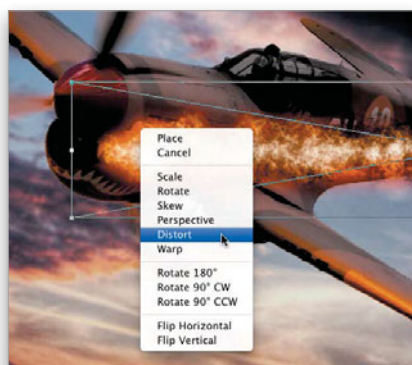 Place
Cancel
Scale
Rotate
Skew
Perspective
Distort
Warp
Rotate 180°
Rotate 90° CW
Rotate 90° CCW
Flip Horizontal
Flip Vertical